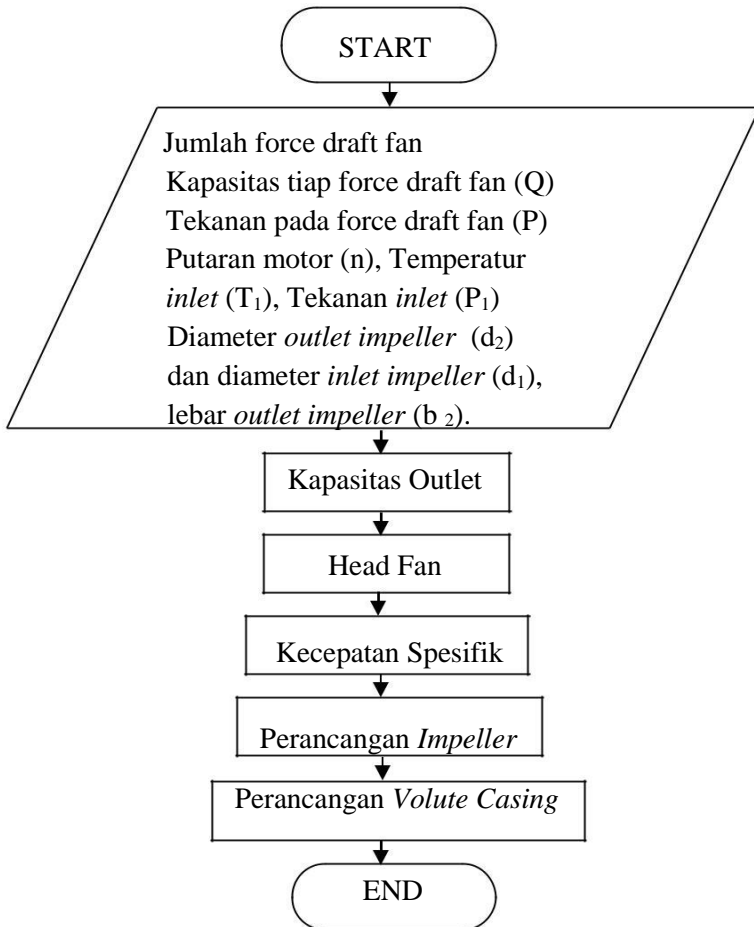 START
Jumlah force draft fan
Kapasitas tiap force draft fan (Q)
Tekanan pada force draft fan (P)
Putaran motor (n), Temperatur
inlet (T₁), Tekanan inlet (P₁)
Diameter outlet impeller (d₂)
dan diameter inlet impeller (d₁),
lebar outlet impeller (b ₂).
Kapasitas Outlet
Head Fan
Kecepatan Spesifik
Perancangan Impeller
Perancangan Volute Casing
END